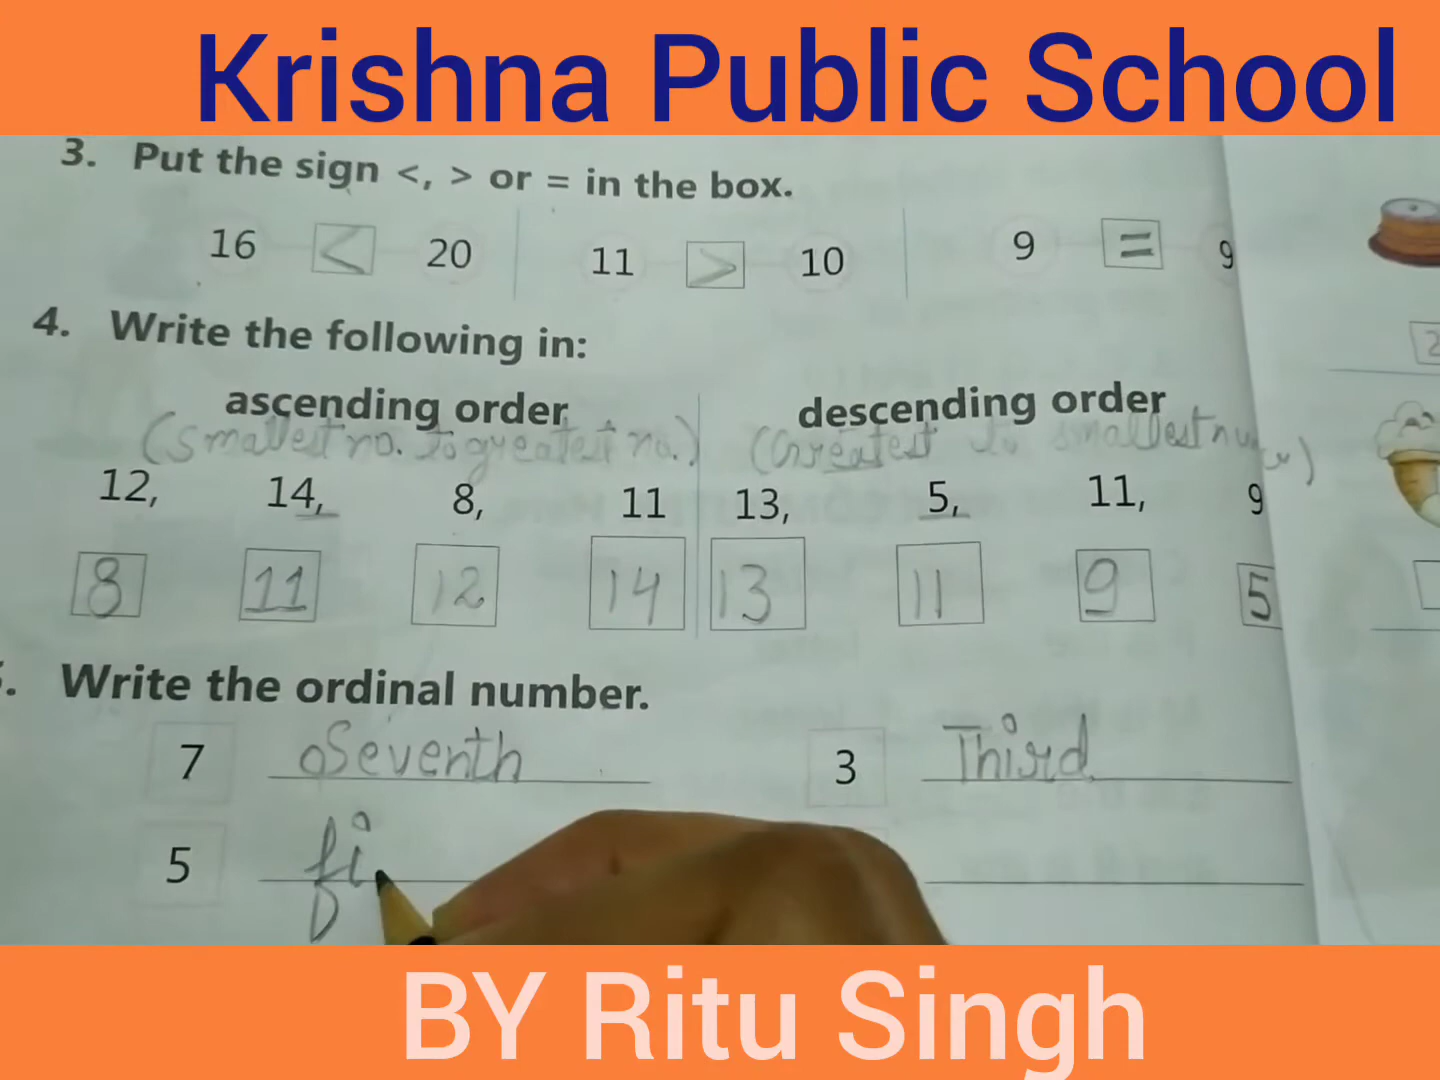 Krishna Public School
3. Put the sign <, > or = in the box.
16 < 20 11 > 10 9 = 9
4. Write the following in:
ascending order descending order
(Smallest no. to greatest no.) (Greatest to smallest
12, 14, 8, 11 13, 5, 11, 9
8 11 12 14 13 11 9 5
. Write the ordinal number.
7 Seventh 3 Third
5 fi
BY Ritu Singh